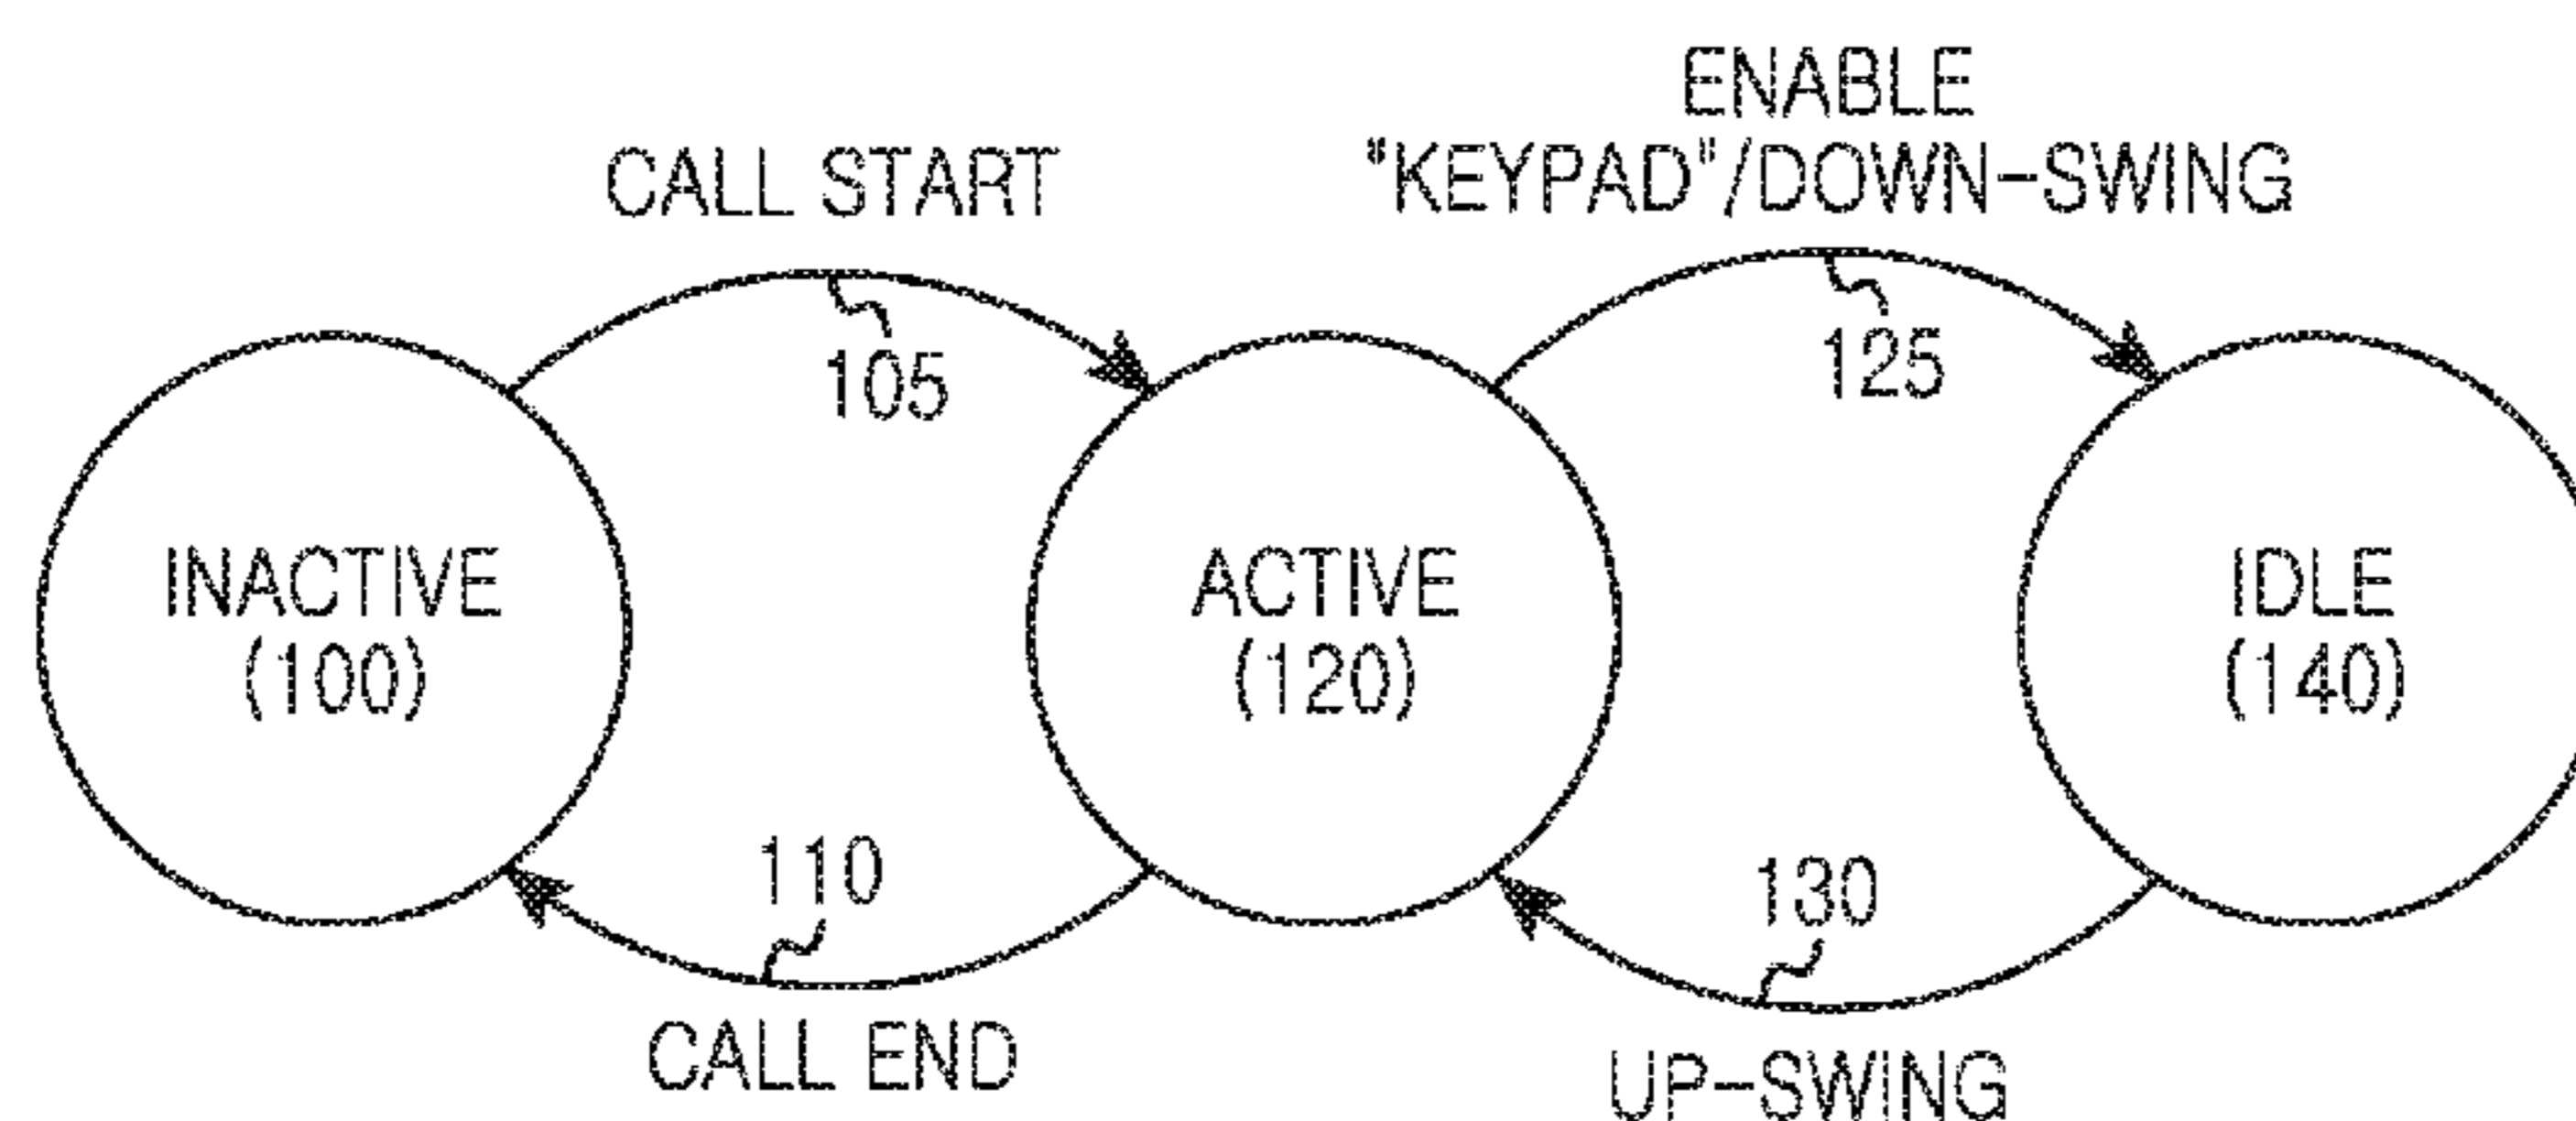 ENABLE
"KEYPAD"/DOWN-SWING
CALL START
105
125
INACTIVE
(100)
ACTIVE
(120)
IDLE
(140)
110
130
CALL END
UP-SWING